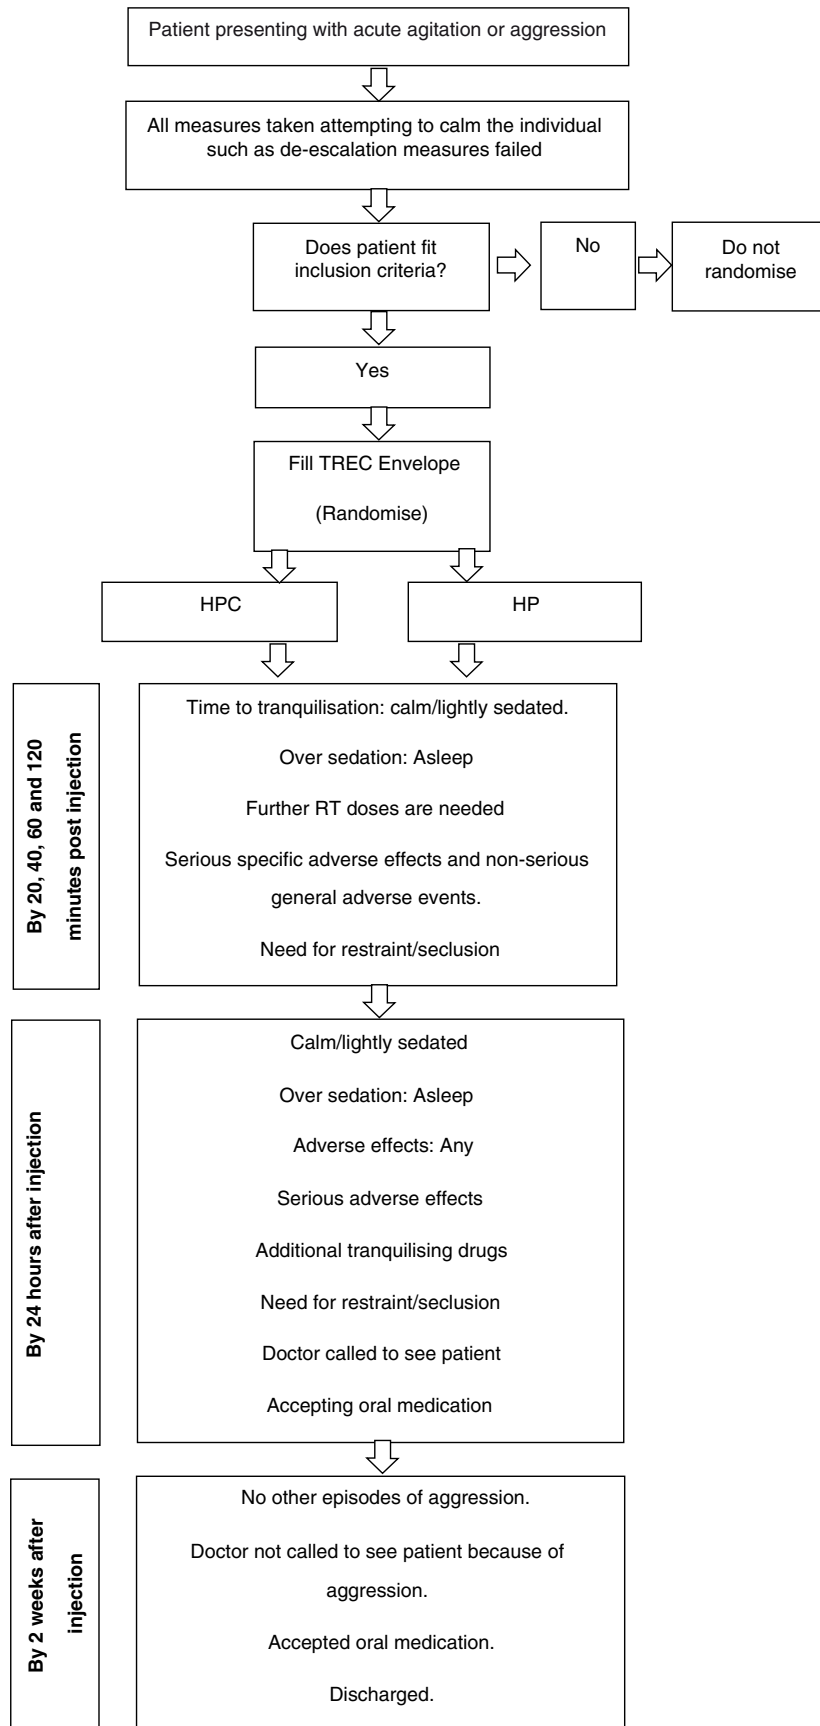 Patient presenting with acute agitation or aggression
All measures taken attempting to calm the individual
such as de-escalation measures failed
Does patient fit
inclusion criteria?
No
Do not
randomise
Yes
Fill TREC Envelope
(Randomise)
HPC
HP
By 20, 40, 60 and 120
minutes post injection
Time to tranquilisation: calm/lightly sedated.
Over sedation: Asleep
Further RT doses are needed
Serious specific adverse effects and non-serious
general adverse events.
Need for restraint/seclusion
By 24 hours after injection
Calm/lightly sedated
Over sedation: Asleep
Adverse effects: Any
Serious adverse effects
Additional tranquilising drugs
Need for restraint/seclusion
Doctor called to see patient
Accepting oral medication
By 2 weeks after
injection
No other episodes of aggression.
Doctor not called to see patient because of
aggression.
Accepted oral medication.
Discharged.